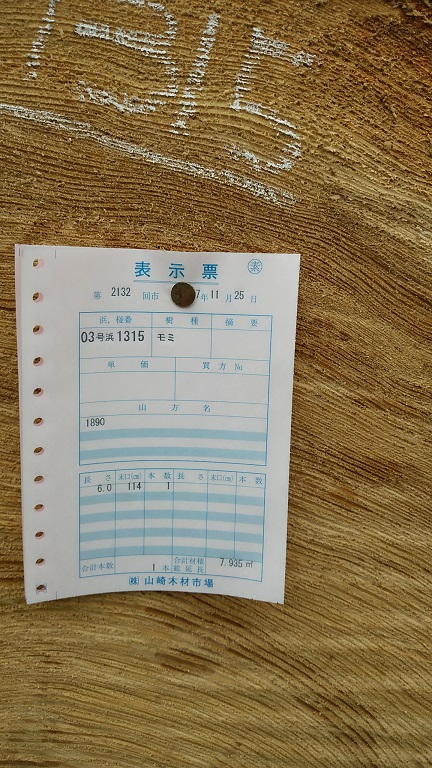 1315
表示票 素
第 2132 回市 7年 11月 25日
浜、椪番 樹種 摘要
03号浜 1315 モミ
単価 買方№
山方名
1890
長さ 末口(cm) 本数 長さ 末口(cm) 本数
6.0 114 1
合計本数 1本 合計材積 総延長 7.935 ㎥
㈱ 山崎木材市場